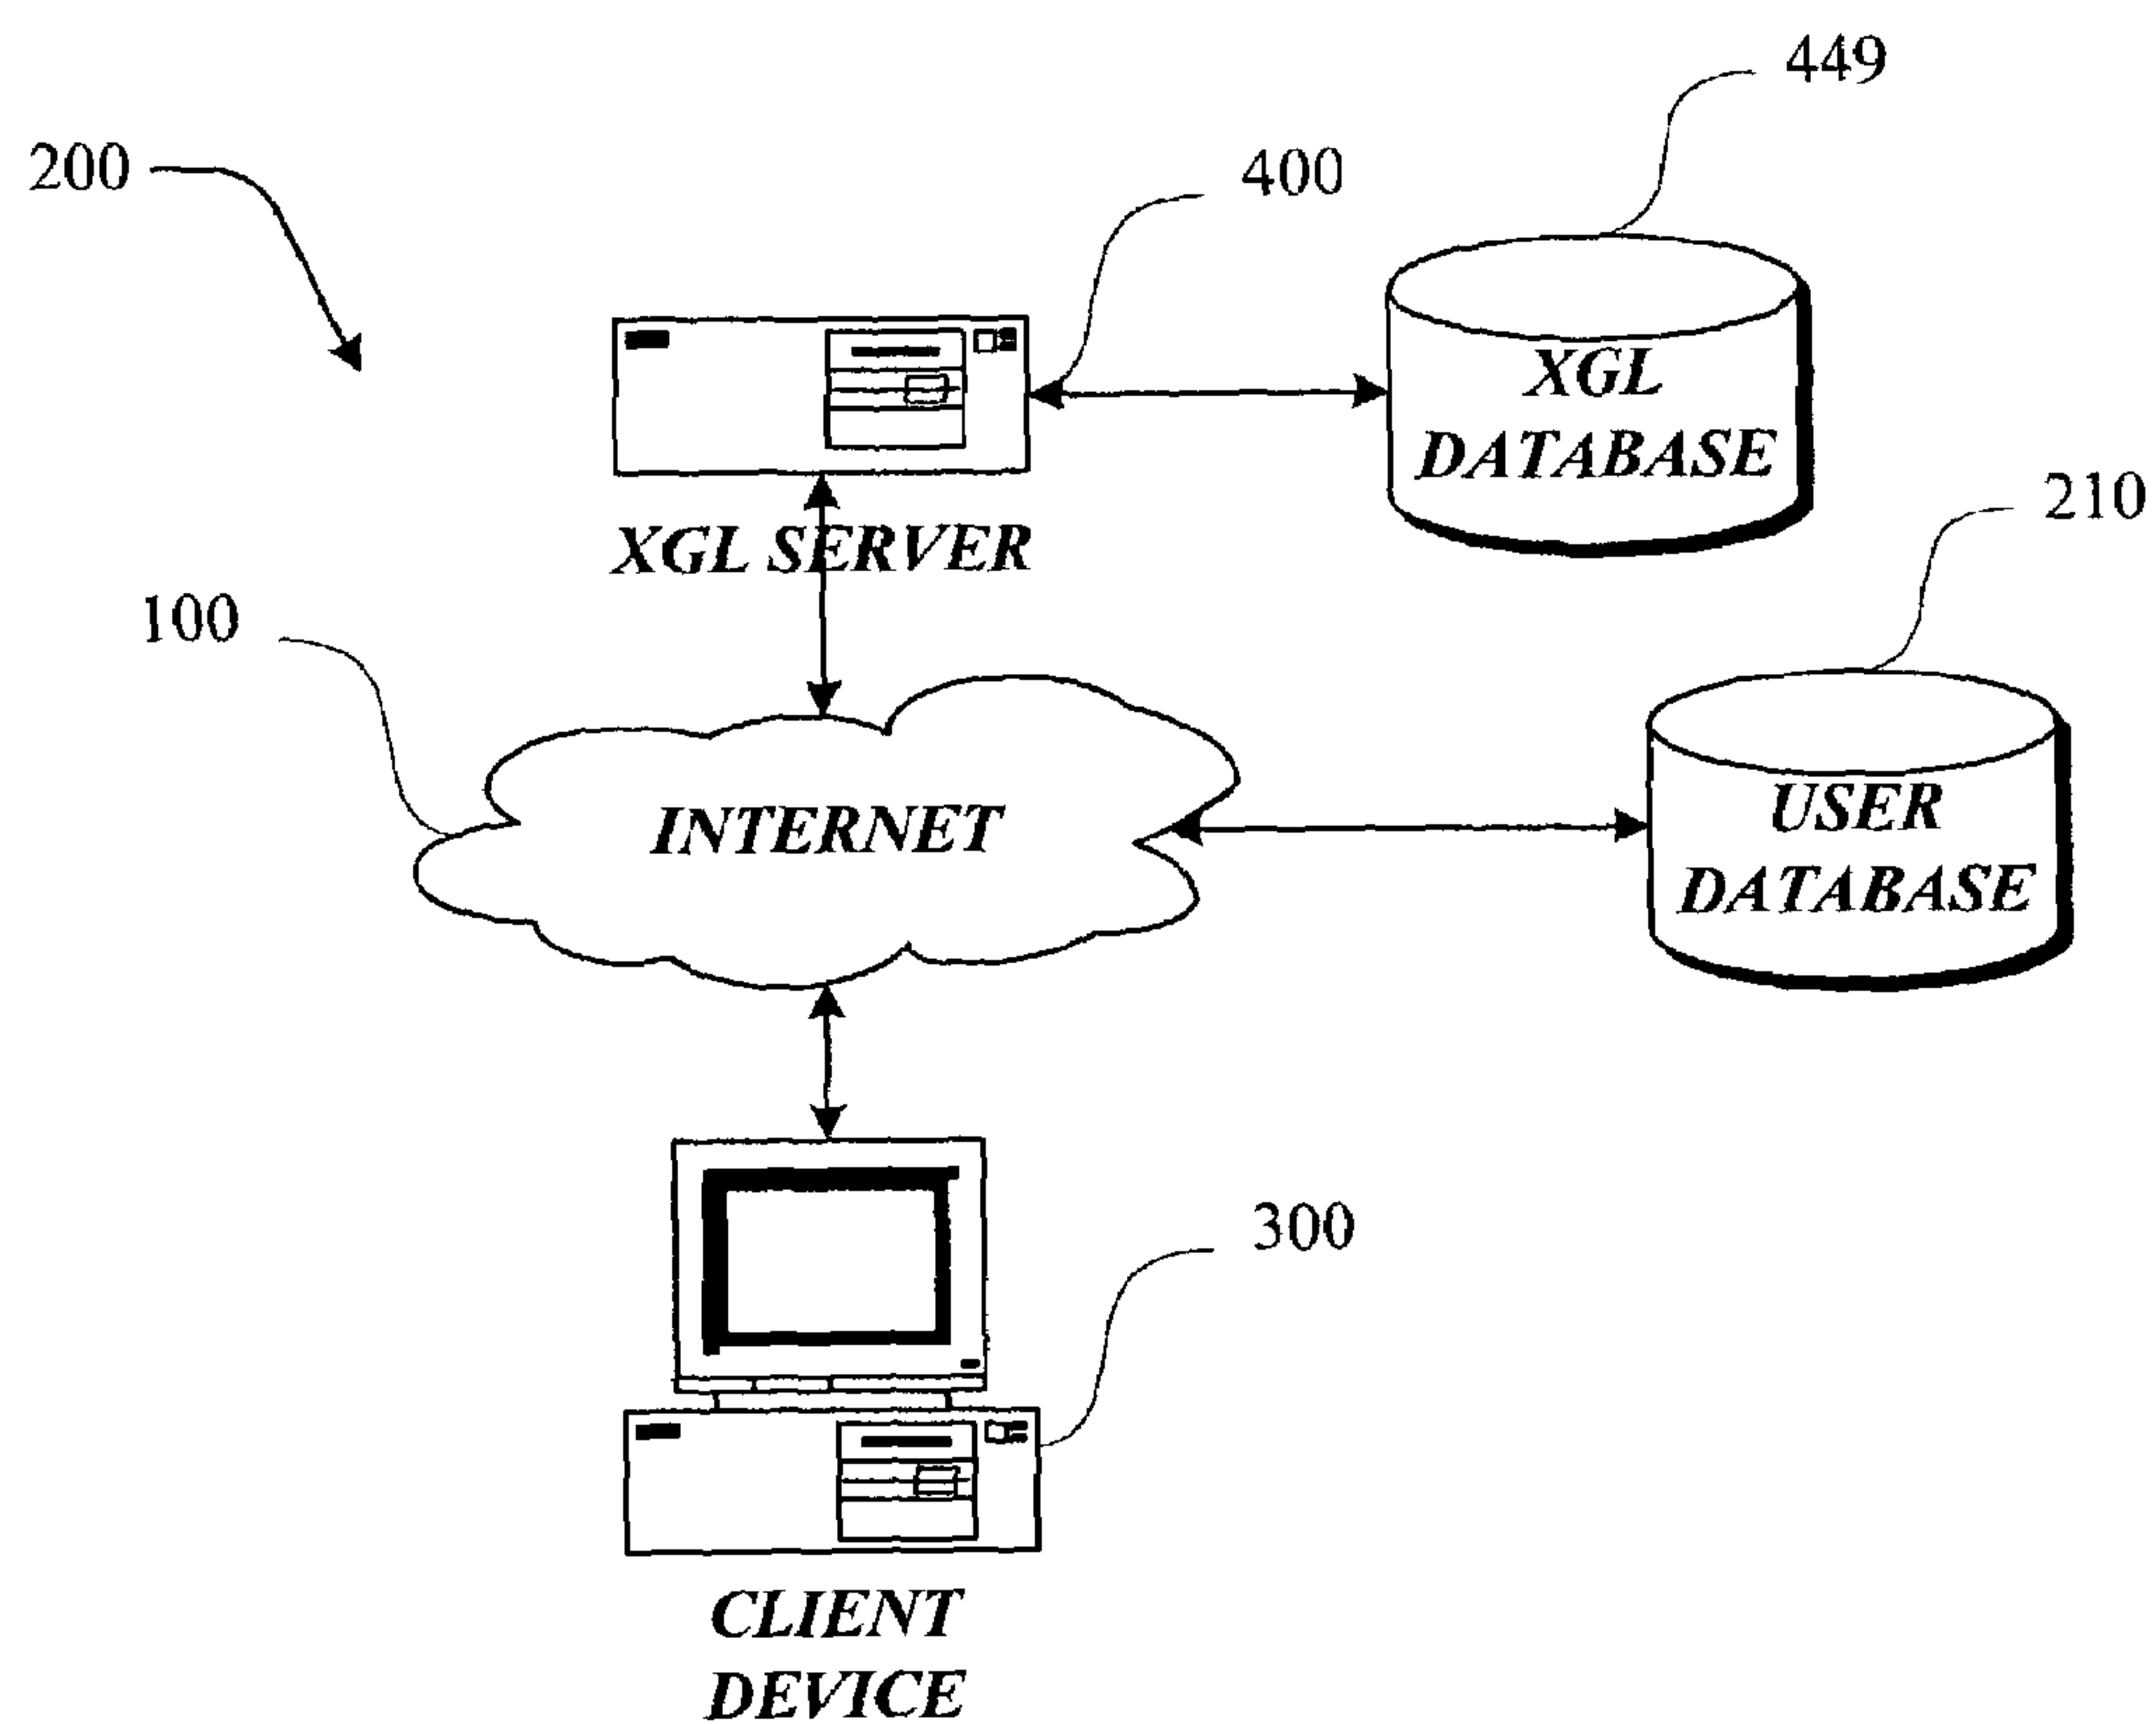 449
200
400
XGL
DATABASE
210
XGL SERVER
100
USER
INTERNET
DATABASE
300
CLIENT
DEVICE